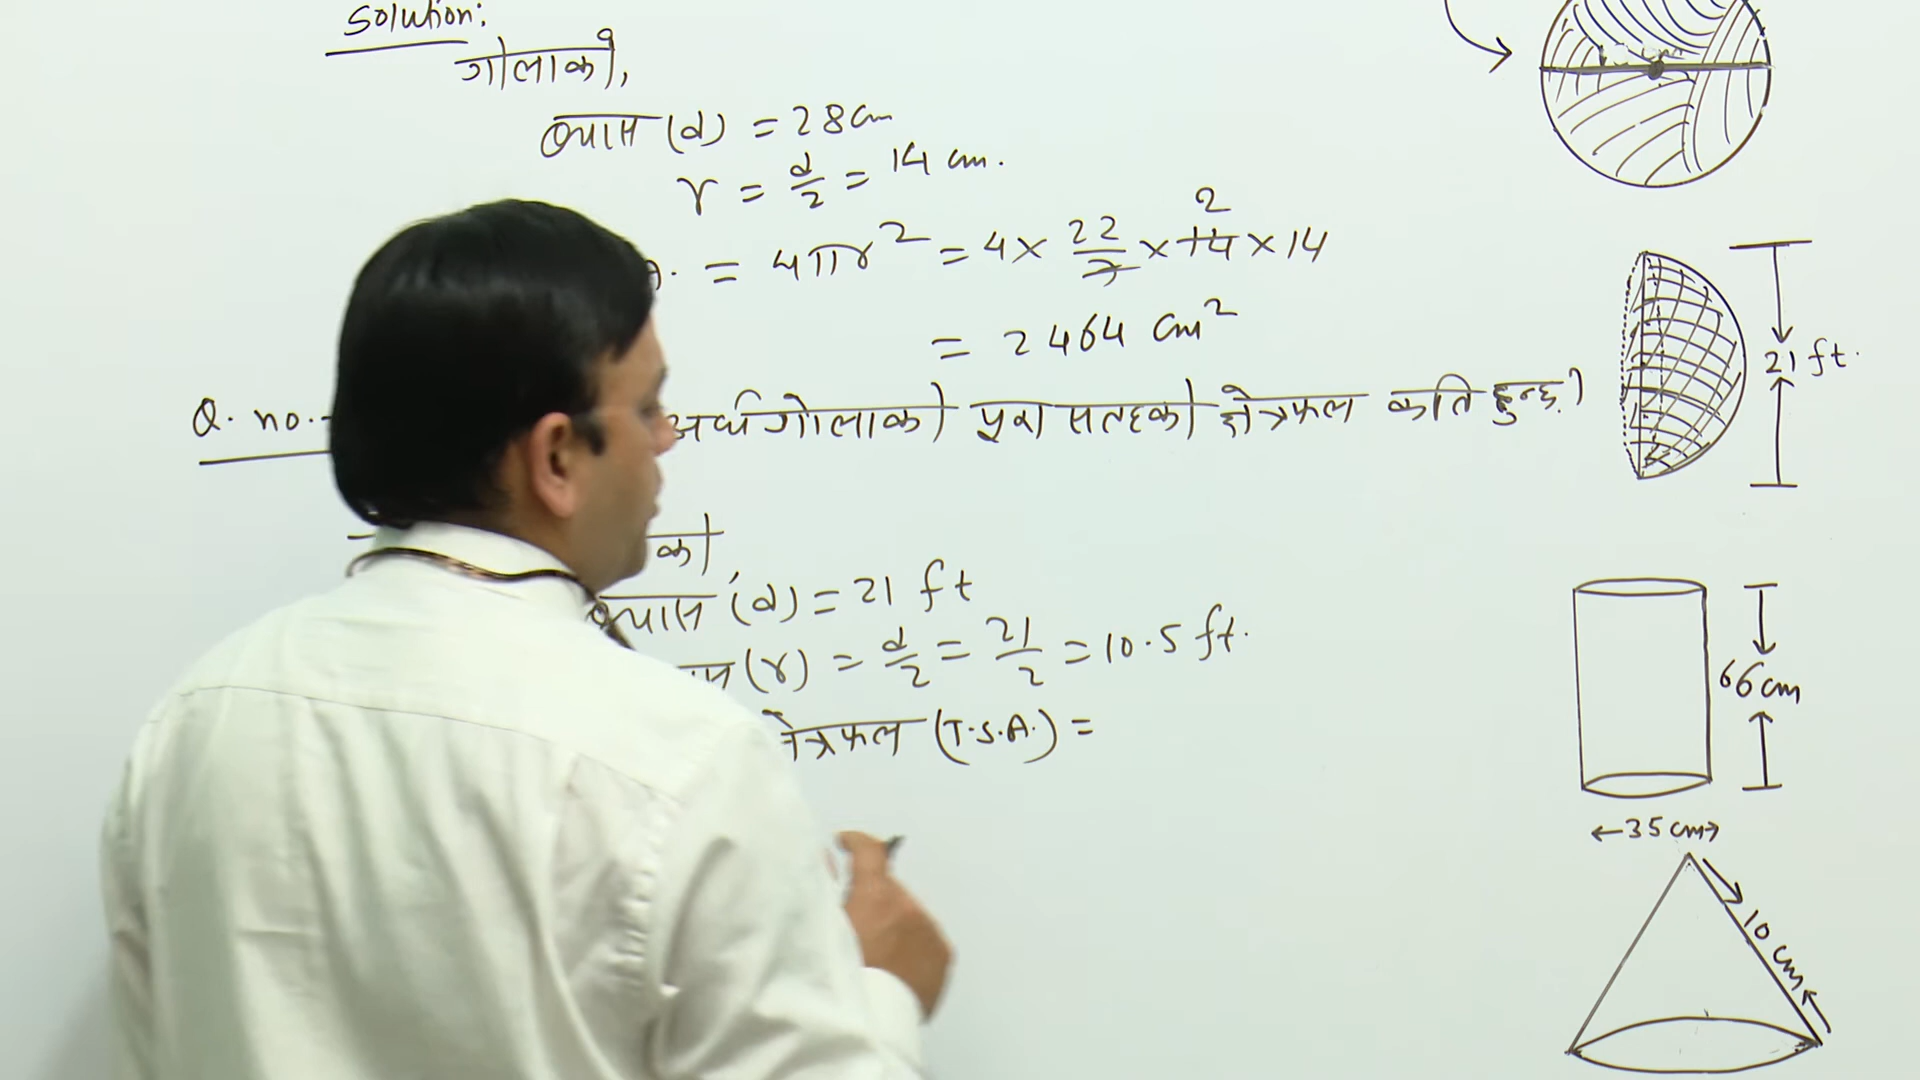 Solution:
गोलाको,
व्यास (d) = 28 cm
r = d/2 = 14 cm.
A. = 4πr² = 4 × 22/7 × 14 × 14
2
= 2464 cm²
Q. no.
अर्धगोलाको पुरा सतहको क्षेत्रफल कति हुन्छ?
को
व्यास (d) = 21 ft
(r) = d/2 = 21/2 = 10.5 ft.
क्षेत्रफल (T.S.A.) =
21 ft.
66 cm
35 cm
10 cm